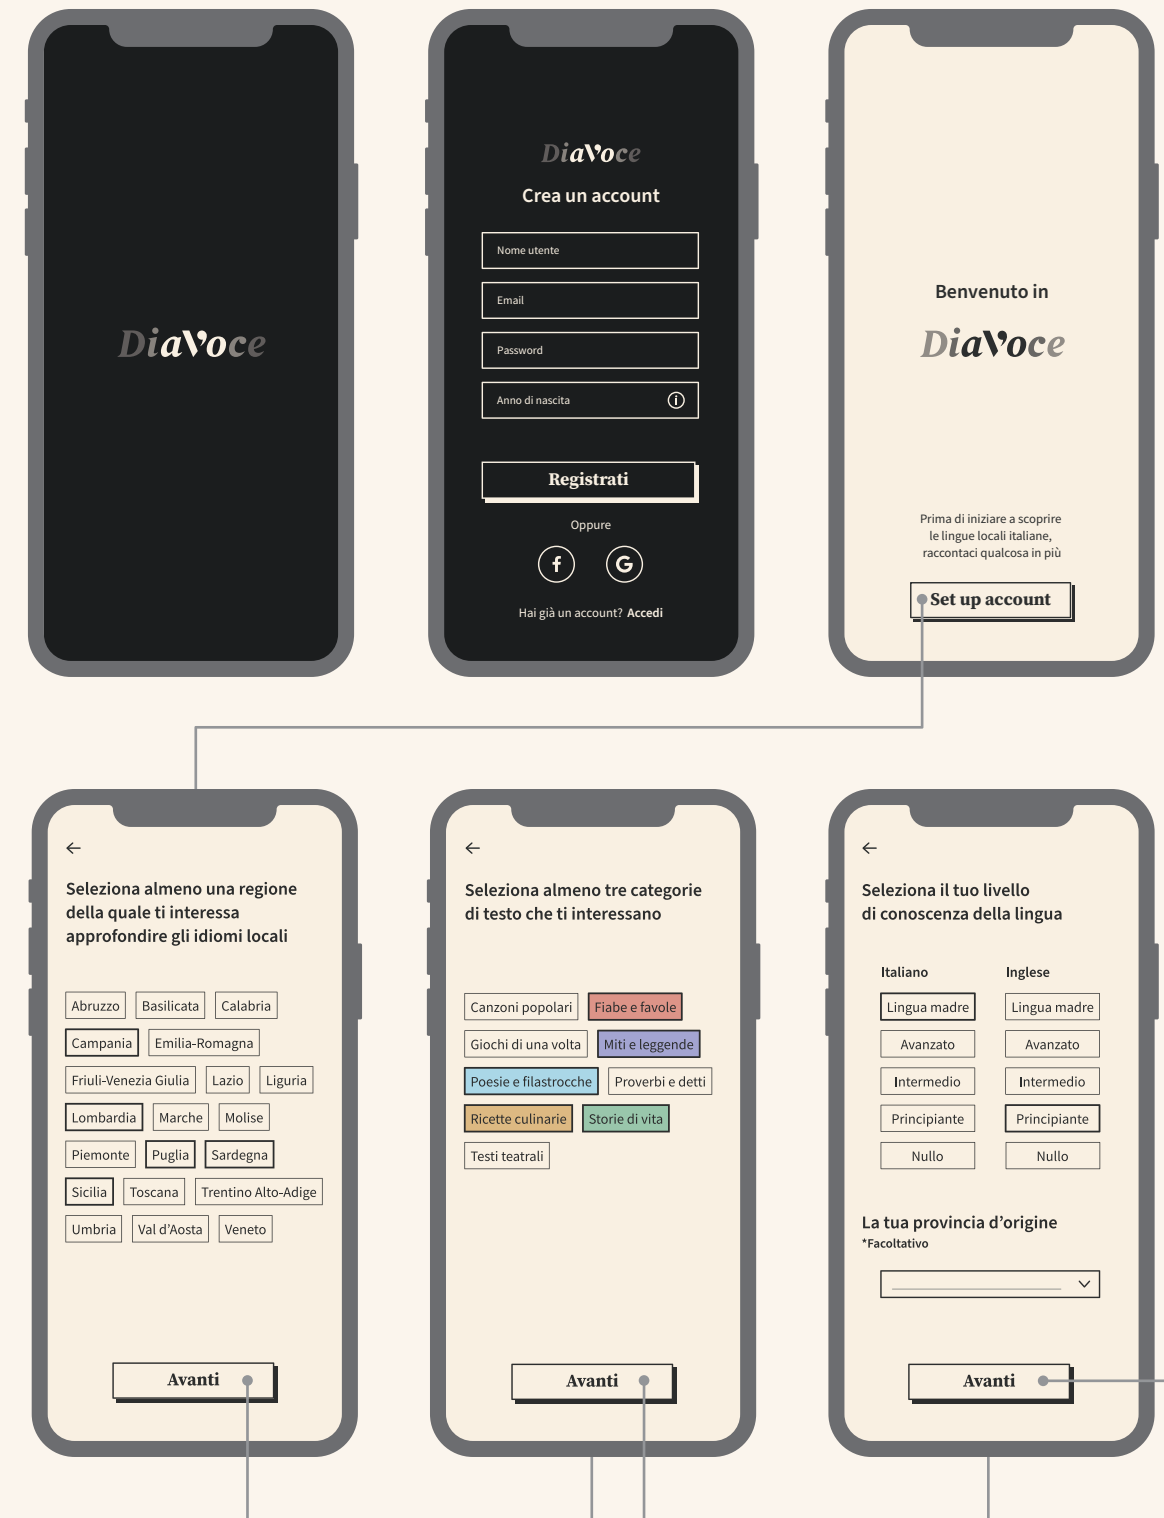 DiaVoce
DiaVoce
Crea un account
Nome utente
Email
Password
Anno di nascita
i
Registrati
Oppure
f G
Hai già un account? Accedi
Benvenuto in
DiaVoce
Prima di iniziare a scoprire
le lingue locali italiane,
raccontaci qualcosa in più
Set up account
Seleziona almeno una regione
della quale ti interessa
approfondire gli idiomi locali
Abruzzo Basilicata Calabria
Campania Emilia-Romagna
Friuli-Venezia Giulia Lazio Liguria
Lombardia Marche Molise
Piemonte Puglia Sardegna
Sicilia Toscana Trentino Alto-Adige
Umbria Val d’Aosta Veneto
Avanti
Seleziona almeno tre categorie
di testo che ti interessano
Canzoni popolari Fiabe e favole
Giochi di una volta Miti e leggende
Poesie e filastrocche Proverbi e detti
Ricette culinarie Storie di vita
Testi teatrali
Avanti
Seleziona il tuo livello
di conoscenza della lingua
Italiano Inglese
Lingua madre Lingua madre
Avanzato Avanzato
Intermedio Intermedio
Principiante Principiante
Nullo Nullo
La tua provincia d’origine
*Facoltativo
Avanti